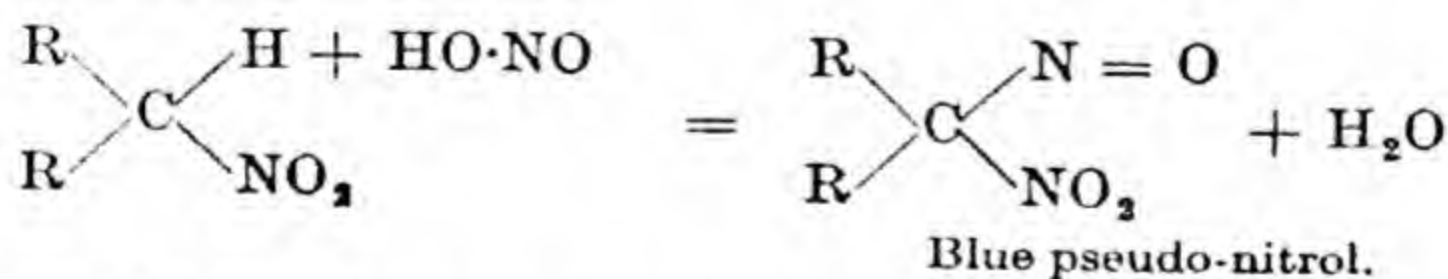 R H + HO·NO R N = O
C = C + H₂O
R NO₂ R NO₂
Blue pseudo-nitrol.